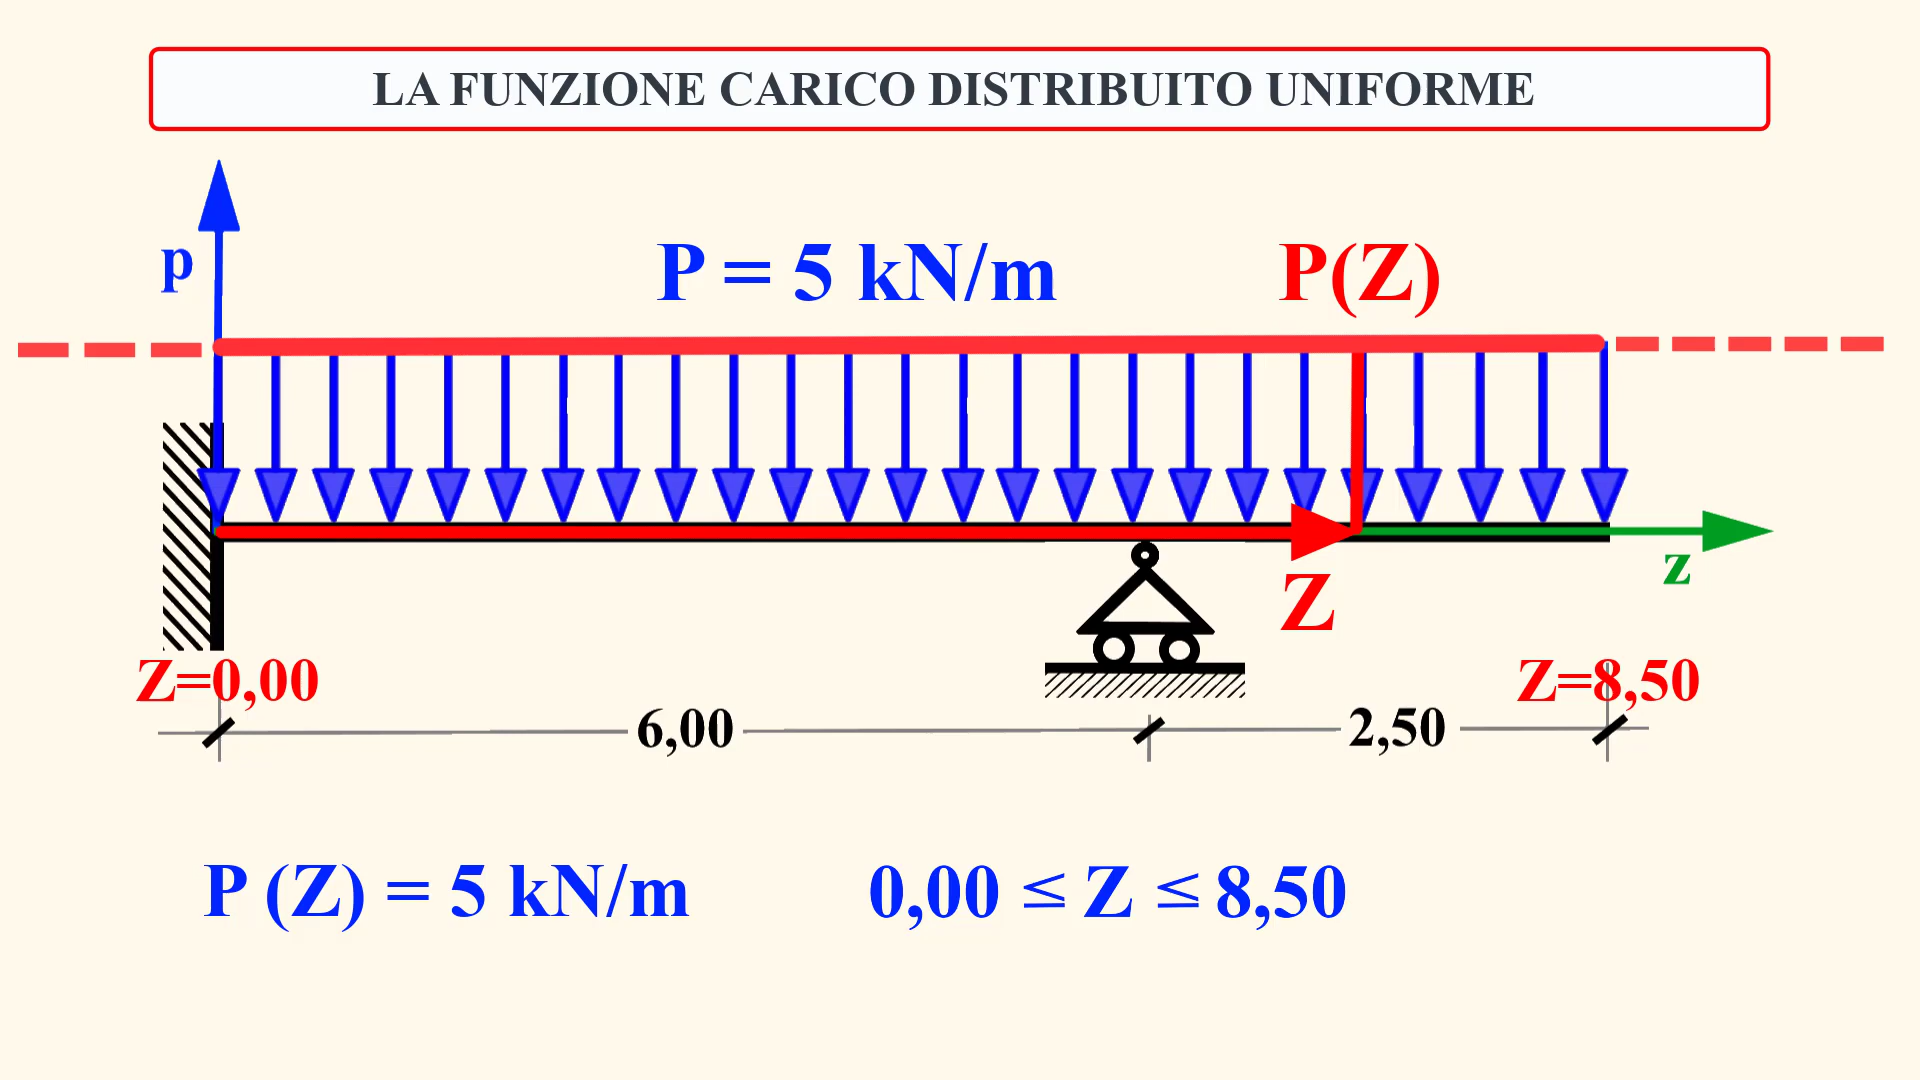 LA FUNZIONE CARICO DISTRIBUITO UNIFORME
p
P = 5 kN/m
P(Z)
z
Z
Z=0,00
Z=8,50
6,00
2,50
P (Z) = 5 kN/m
0,00 ≤ Z ≤ 8,50